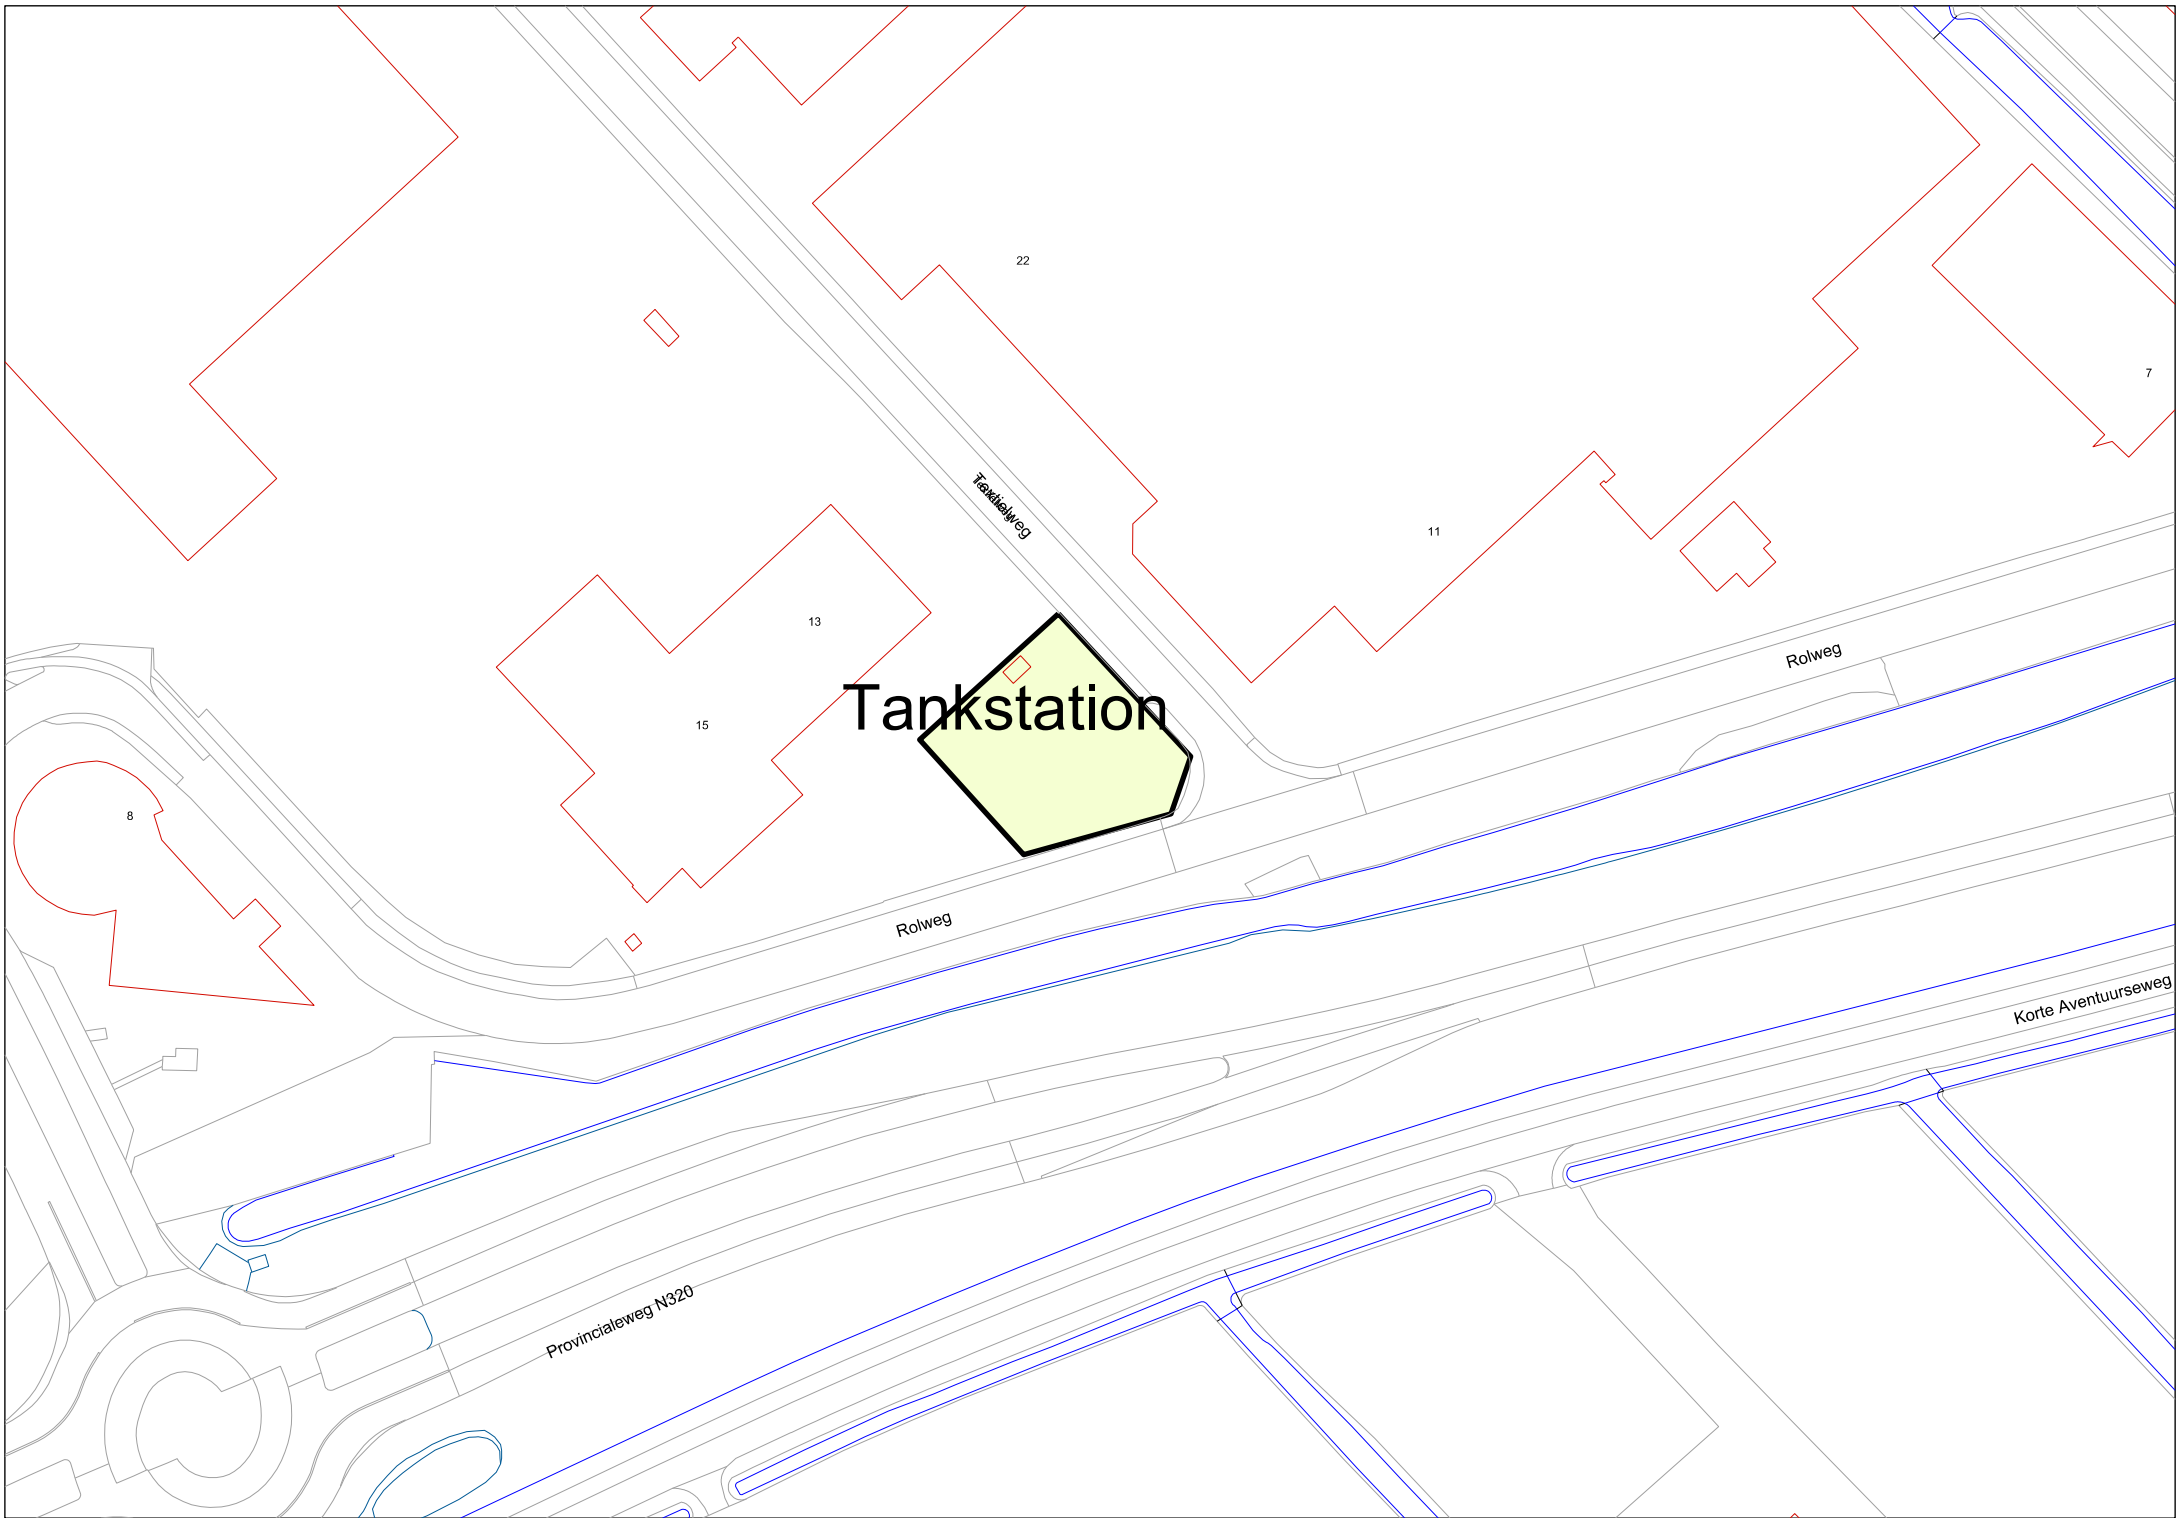 22
7
Textielweg
11
13
Rolweg
Tankstation
15
8
Rolweg
Korte Aventuurseweg
Provincialeweg N320